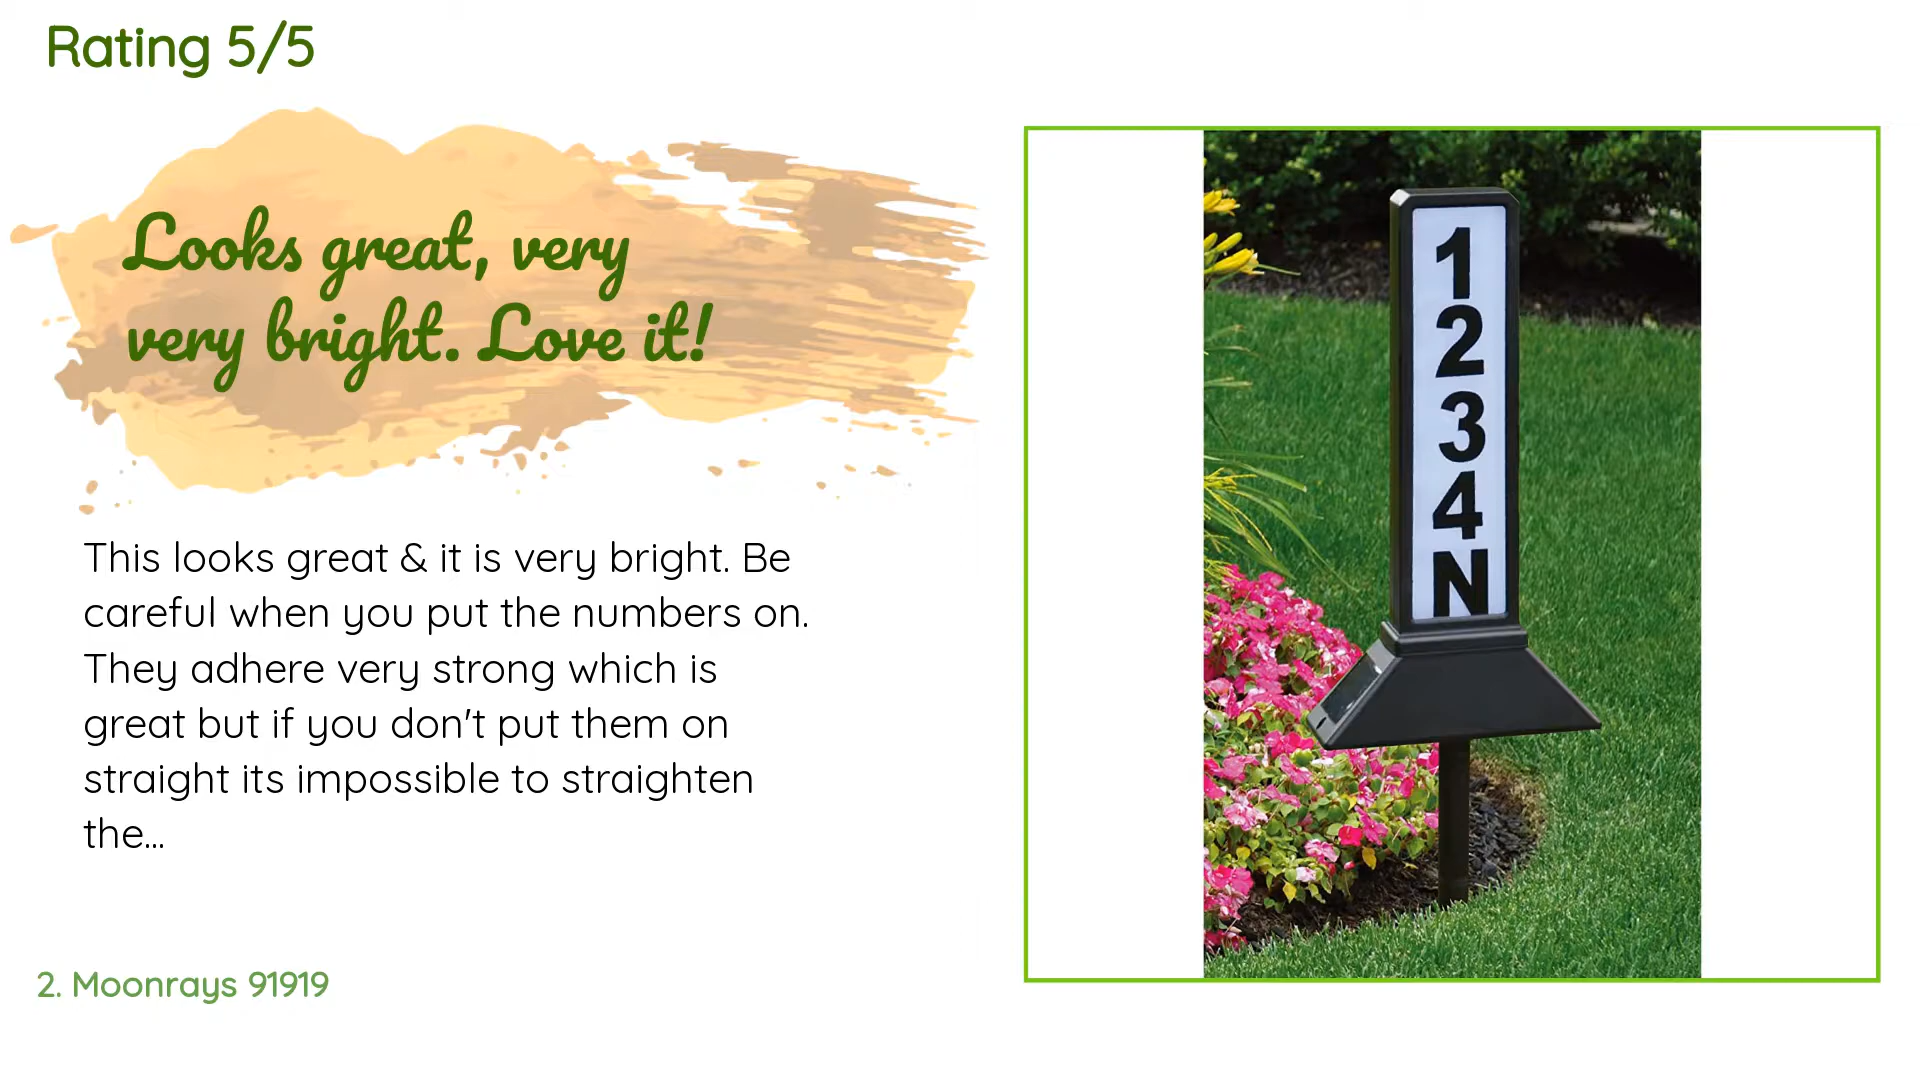 Rating 5/5
Looks great, very
very bright. Love it!
This looks great & it is very bright. Be
careful when you put the numbers on.
They adhere very strong which is
great but if you don't put them on
straight its impossible to straighten
the...
2. Moonrays 91919
1
2
3
4
N